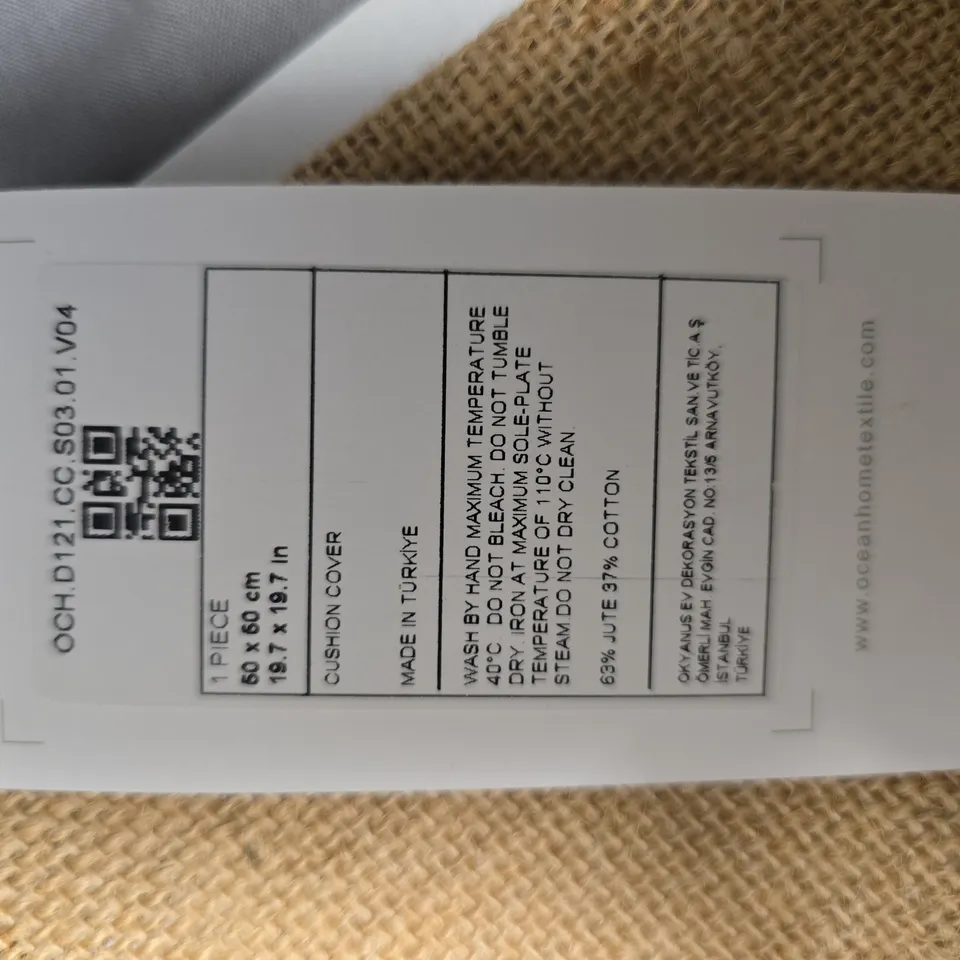 OCH.D121.CC.S03.01.V04
1 PIECE
50 x 50 cm
19.7 x 19.7 in
CUSHION COVER
MADE IN TÜRKİYE
WASH BY HAND MAXIMUM TEMPERATURE
40°C. DO NOT BLEACH. DO NOT TUMBLE
DRY. IRON AT MAXIMUM SOLE-PLATE
TEMPERATURE OF 110°C WITHOUT
STEAM.DO NOT DRY CLEAN.
63% JUTE 37% COTTON
OKYANUS EV DEKORASYON TEKSTİL SAN.VE TİC.A.Ş
ÖMERLİ MAH. EVGİN CAD. NO:13/5 ARNAVUTKÖY,
İSTANBUL
TÜRKİYE
www.oceanhometextile.com